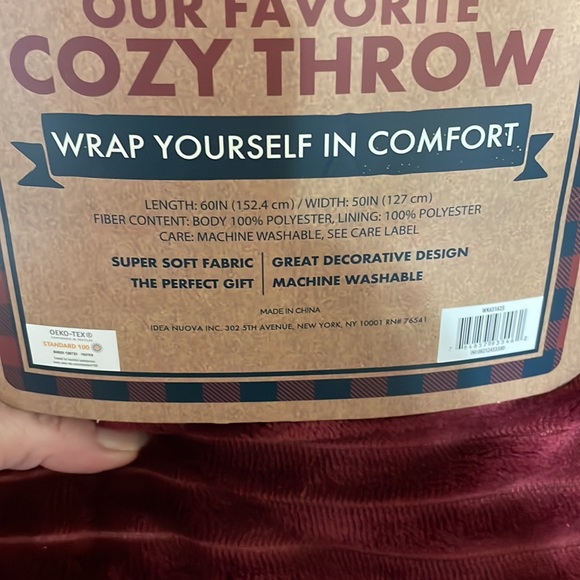 OUR FAVORITE
COZY THROW
WRAP YOURSELF IN COMFORT
LENGTH: 60IN (152.4 cm) / WIDTH: 50IN (127 cm)
FIBER CONTENT: BODY 100% POLYESTER, LINING: 100% POLYESTER
CARE: MACHINE WASHABLE, SEE CARE LABEL
SUPER SOFT FABRIC
THE PERFECT GIFT
GREAT DECORATIVE DESIGN
MACHINE WASHABLE
MADE IN CHINA
IDEA NUOVA INC. 302 5TH AVENUE, NEW YORK, NY 10001 RN# 76541
OEKO-TEX®
STANDARD 100